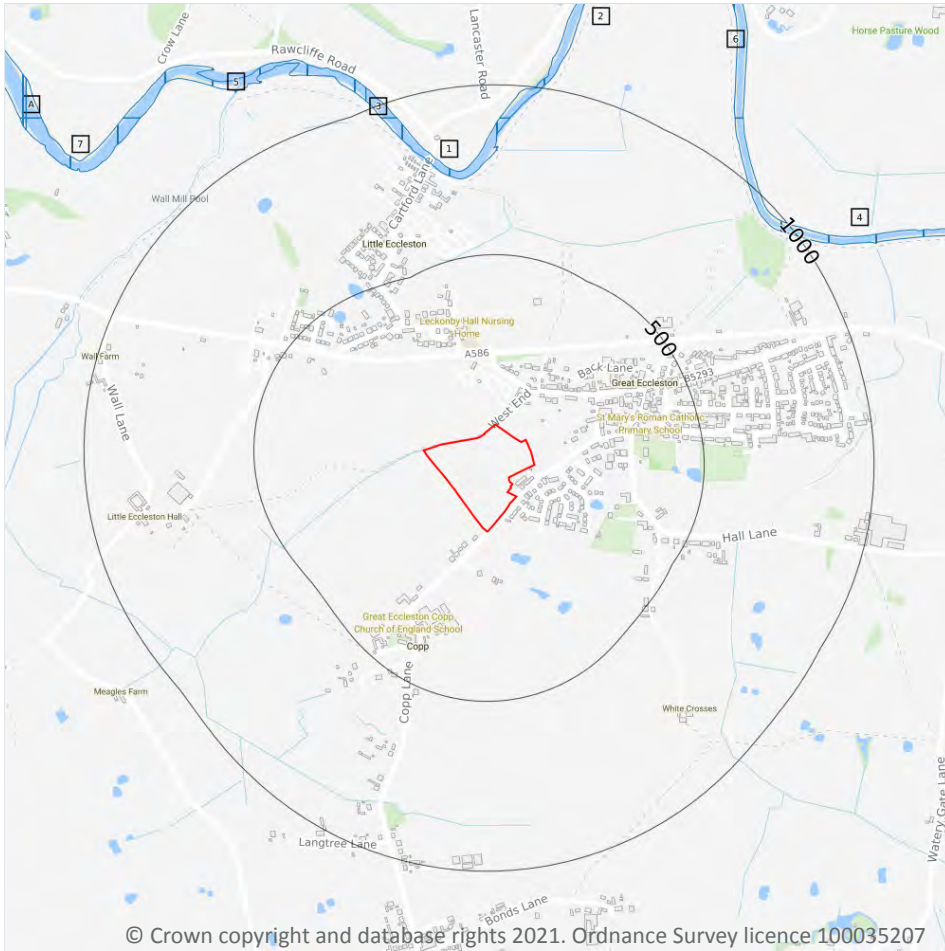 2
6
Horse Pasture Wood
Crow Lane
Rawcliffe Road
Lancaster Road
A
5
3
7
1
Wall Mill Pool
Cartford Lane
4
Little Eccleston
1000
Leckonby Hall Nursing
Home
500
A586
Wall Farm
Back Lane
B5293
Great Eccleston
Wall Lane
West End
St Mary's Roman Catholic
Primary School
Little Eccleston Hall
Hall Lane
Great Eccleston Copp
Church of England School
Copp
Meagles Farm
Copp Lane
White Crosses
Watery Gate Lane
Langtree Lane
Bonds Lane
© Crown copyright and database rights 2021. Ordnance Survey licence 100035207